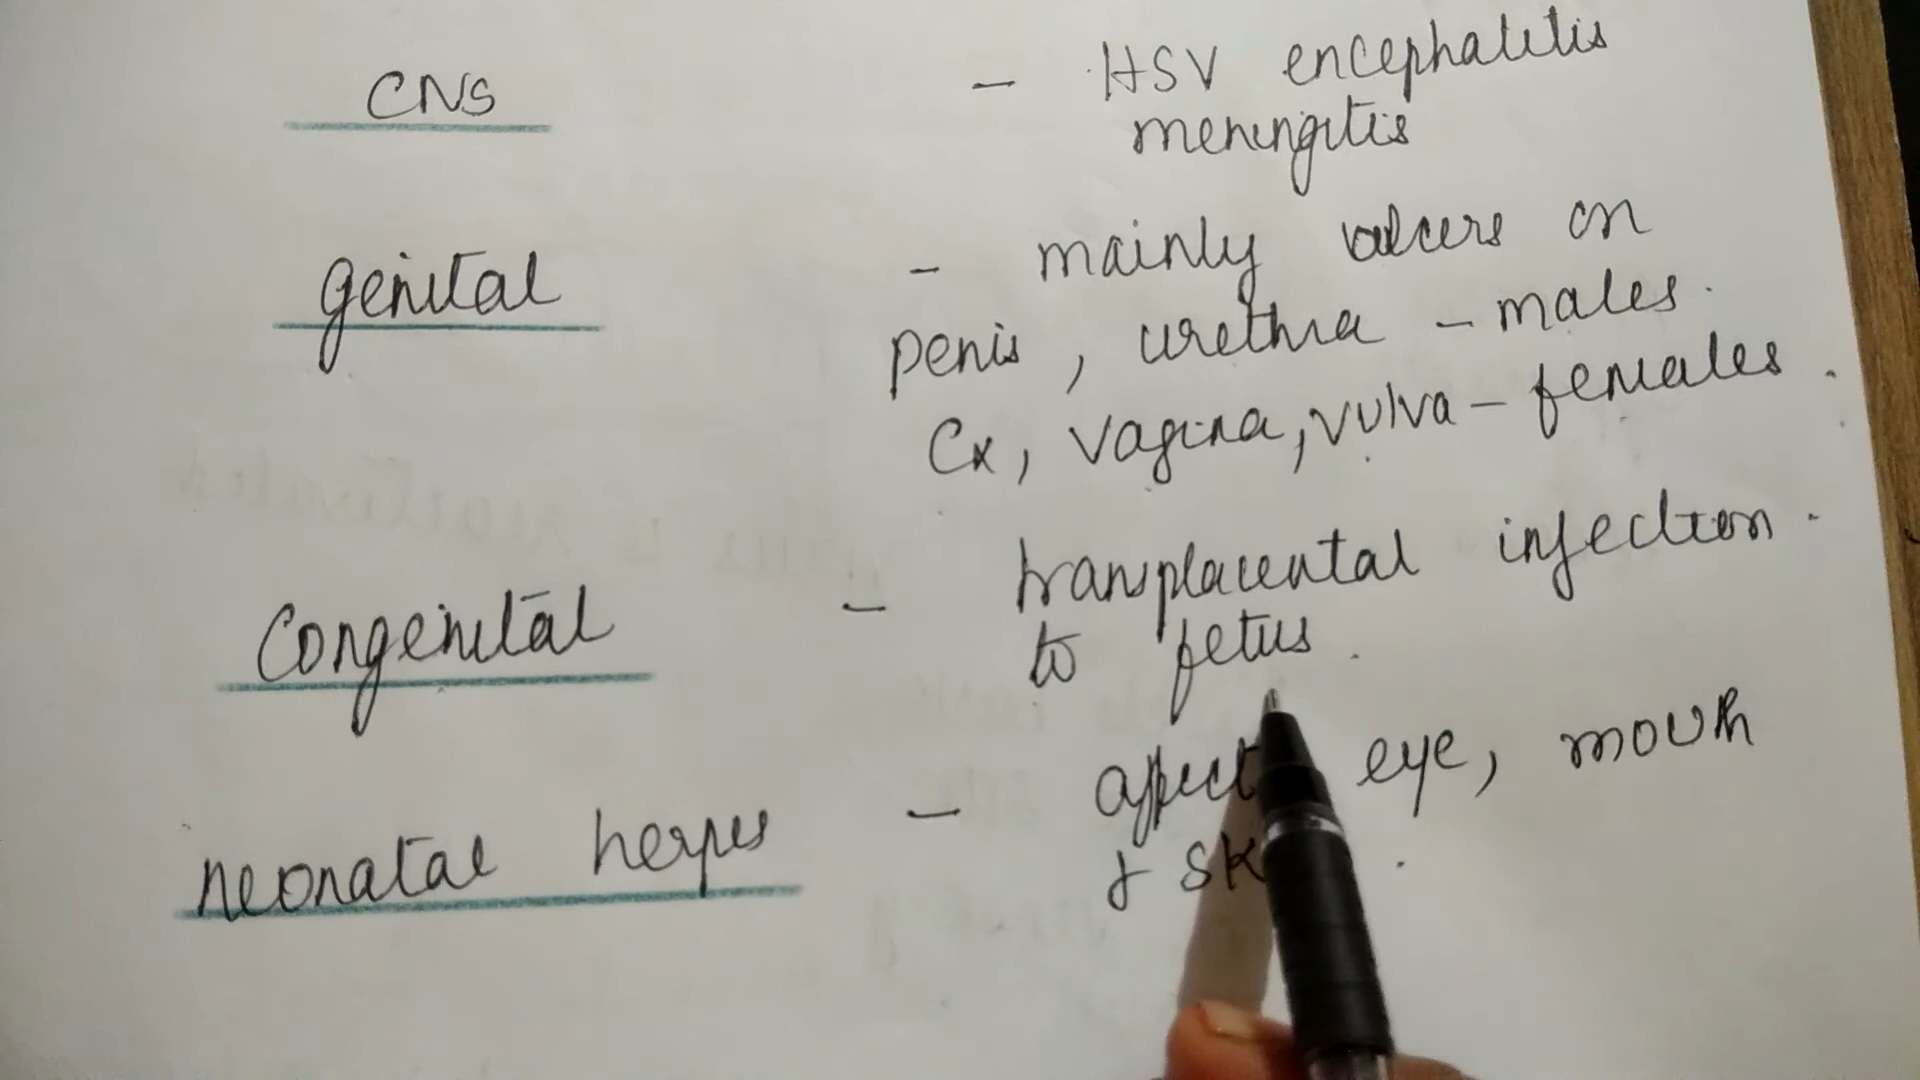 CNS - HSV encephalitis
meningitis
genital - mainly ulcers on
penis, urethra - males.
Cx, vagina, vulva - females.
Congenital - transplacental infection.
to fetus.
neonatal herpes - affect eye, mouth
& SK